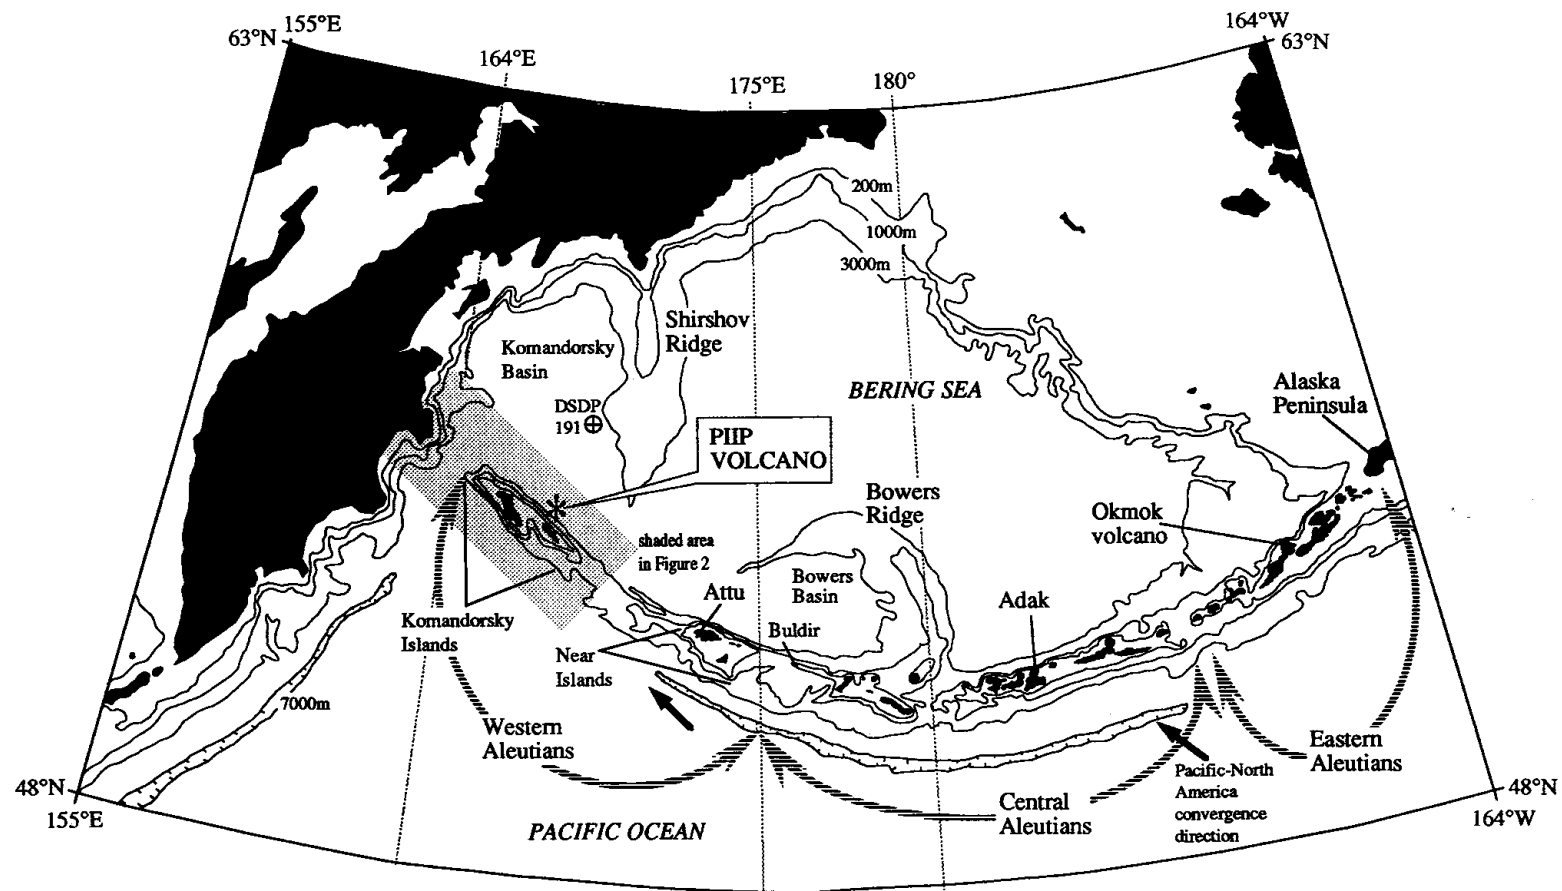 155°E
63°N
164°E
175°E
180°
164°W
63°N
200m
1000m
3000m
Shirshov
Ridge
Komandorsky
Basin
DSDP
191
BERING SEA
Alaska
Peninsula
PIIP
VOLCANO
Bowers
Ridge
Okmok
volcano
shaded area
in Figure 2
Bowers
Basin
Attu
Adak
Komandorsky
Islands
Buldir
Near
Islands
7000m
Western
Aleutians
Eastern
Aleutians
Pacific-North
America
convergence
direction
Central
Aleutians
48°N
155°E
48°N
164°W
PACIFIC OCEAN